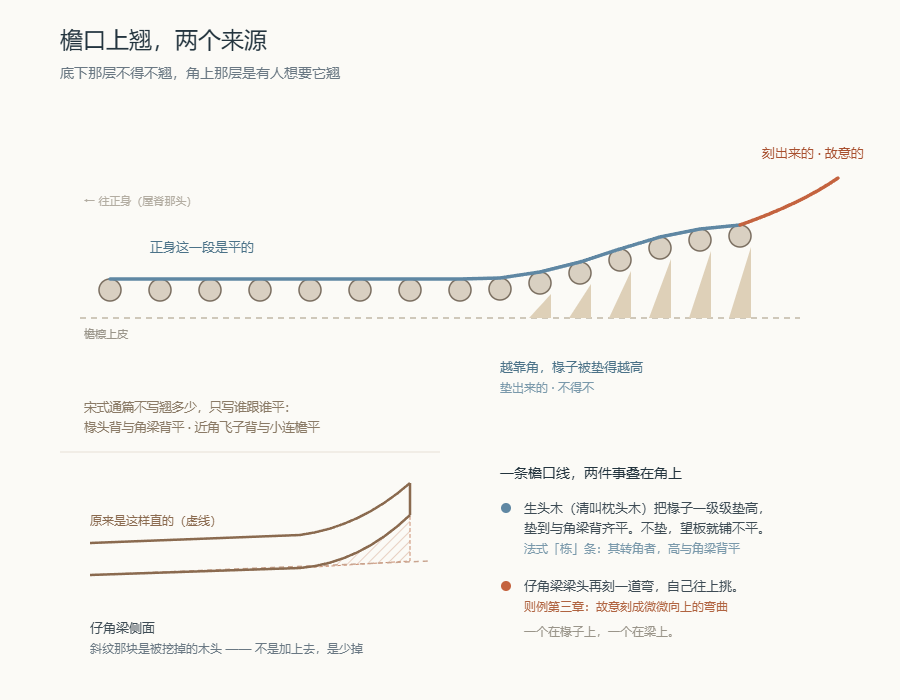 檐口上翘，两个来源
底下那层不得不翘，角上那层是有人想要它翘
刻出来的 · 故意的
← 往正身（屋脊那头）
正身这一段是平的
檐檩上皮
越靠角，椽子被垫得越高
垫出来的 · 不得不
宋式通篇不写翘多少，只写谁跟谁平：
椽头背与角梁背平 · 近角飞子背与小连檐平
原来是这样直的（虚线）
仔角梁侧面
斜纹那块是被挖掉的木头 —— 不是加上去，是少掉
一条檐口线，两件事叠在角上
生头木（清叫枕头木）把椽子一级级垫高，
垫到与角梁背齐平。不垫，望板就铺不平。
法式「栋」条：其转角者，高与角梁背平
仔角梁梁头再刻一道弯，自己往上挑。
则例第三章：故意刻成微微向上的弯曲
一个在椽子上，一个在梁上。